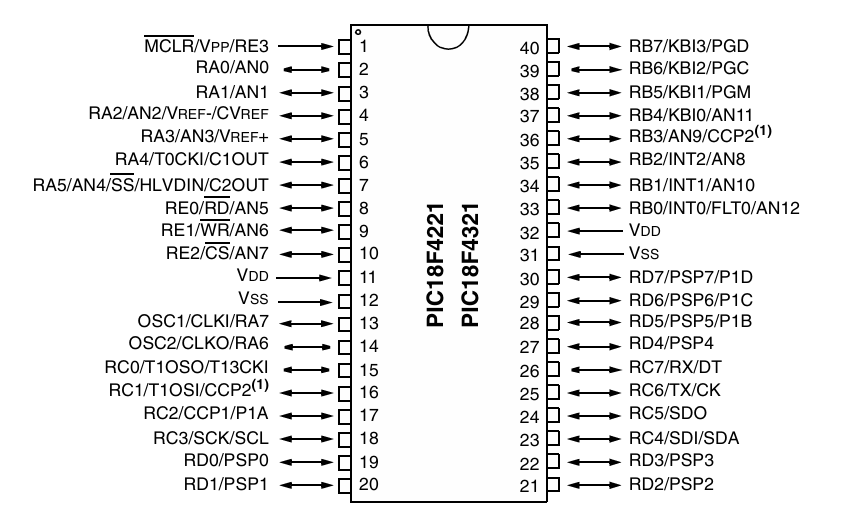 MCLR/VPP/RE3 1 40 RB7/KBI3/PGD
RA0/AN0 2 39 RB6/KBI2/PGC
RA1/AN1 3 38 RB5/KBI1/PGM
RA2/AN2/VREF-/CVREF 4 37 RB4/KBI0/AN11
RA3/AN3/VREF+ 5 36 RB3/AN9/CCP2(1)
RA4/T0CKI/C1OUT 6 35 RB2/INT2/AN8
RA5/AN4/SS/HLVDIN/C2OUT 7 34 RB1/INT1/AN10
RE0/RD/AN5 8 33 RB0/INT0/FLT0/AN12
RE1/WR/AN6 9 32 VDD
RE2/CS/AN7 10 31 VSS
VDD 11 30 RD7/PSP7/P1D
VSS 12 29 RD6/PSP6/P1C
OSC1/CLKI/RA7 13 28 RD5/PSP5/P1B
OSC2/CLKO/RA6 14 27 RD4/PSP4
RC0/T1OSO/T13CKI 15 26 RC7/RX/DT
RC1/T1OSI/CCP2(1) 16 25 RC6/TX/CK
RC2/CCP1/P1A 17 24 RC5/SDO
RC3/SCK/SCL 18 23 RC4/SDI/SDA
RD0/PSP0 19 22 RD3/PSP3
RD1/PSP1 20 21 RD2/PSP2
PIC18F4221
PIC18F4321